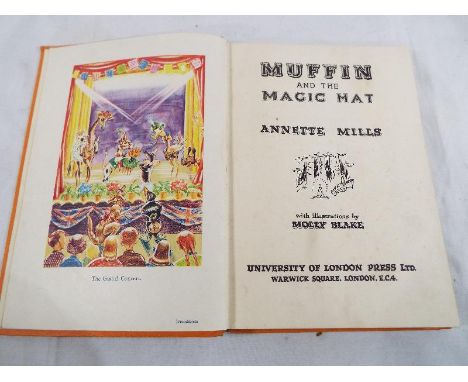 The Grand Concert.
Frontispiece
MUFFIN
AND THE
MAGIC HAT
ANNETTE MILLS
with illustrations by
MOLLY BLAKE
UNIVERSITY OF LONDON PRESS LTD.
WARWICK SQUARE, LONDON, E.C.4.